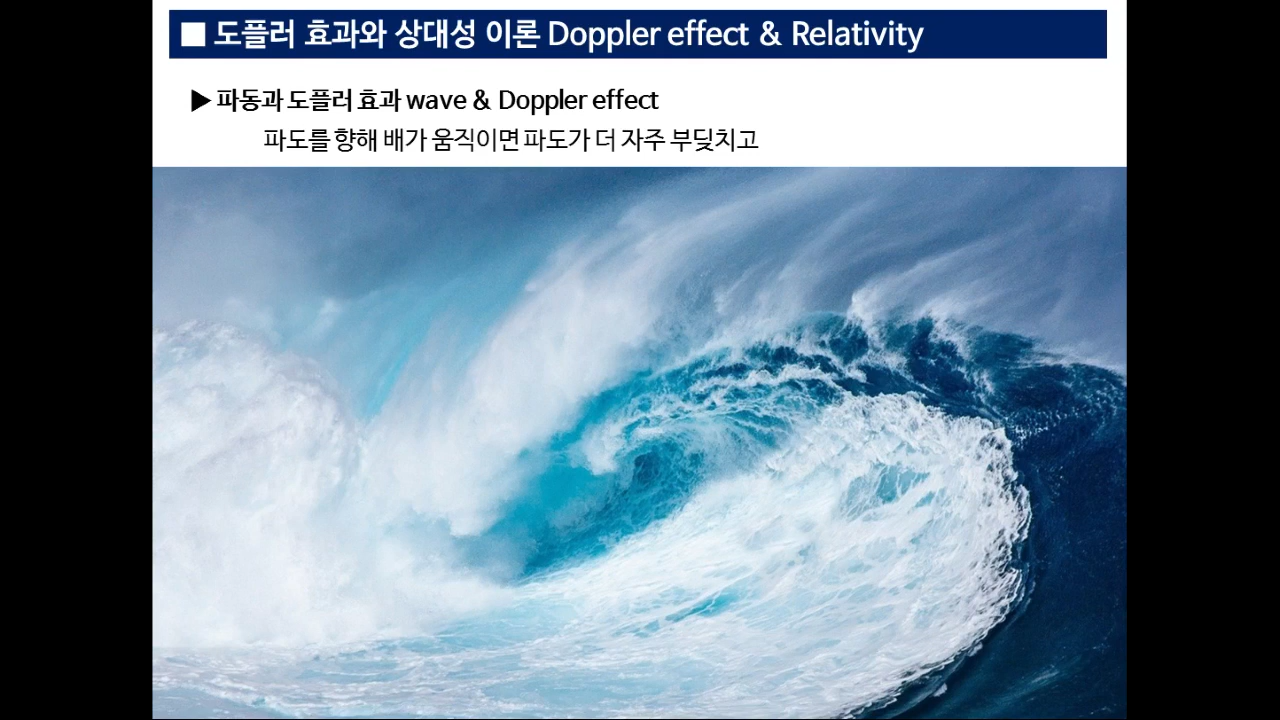 ■ 도플러 효과와 상대성 이론 Doppler effect & Relativity
▶ 파동과 도플러 효과 wave & Doppler effect
파도를 향해 배가 움직이면 파도가 더 자주 부딪치고